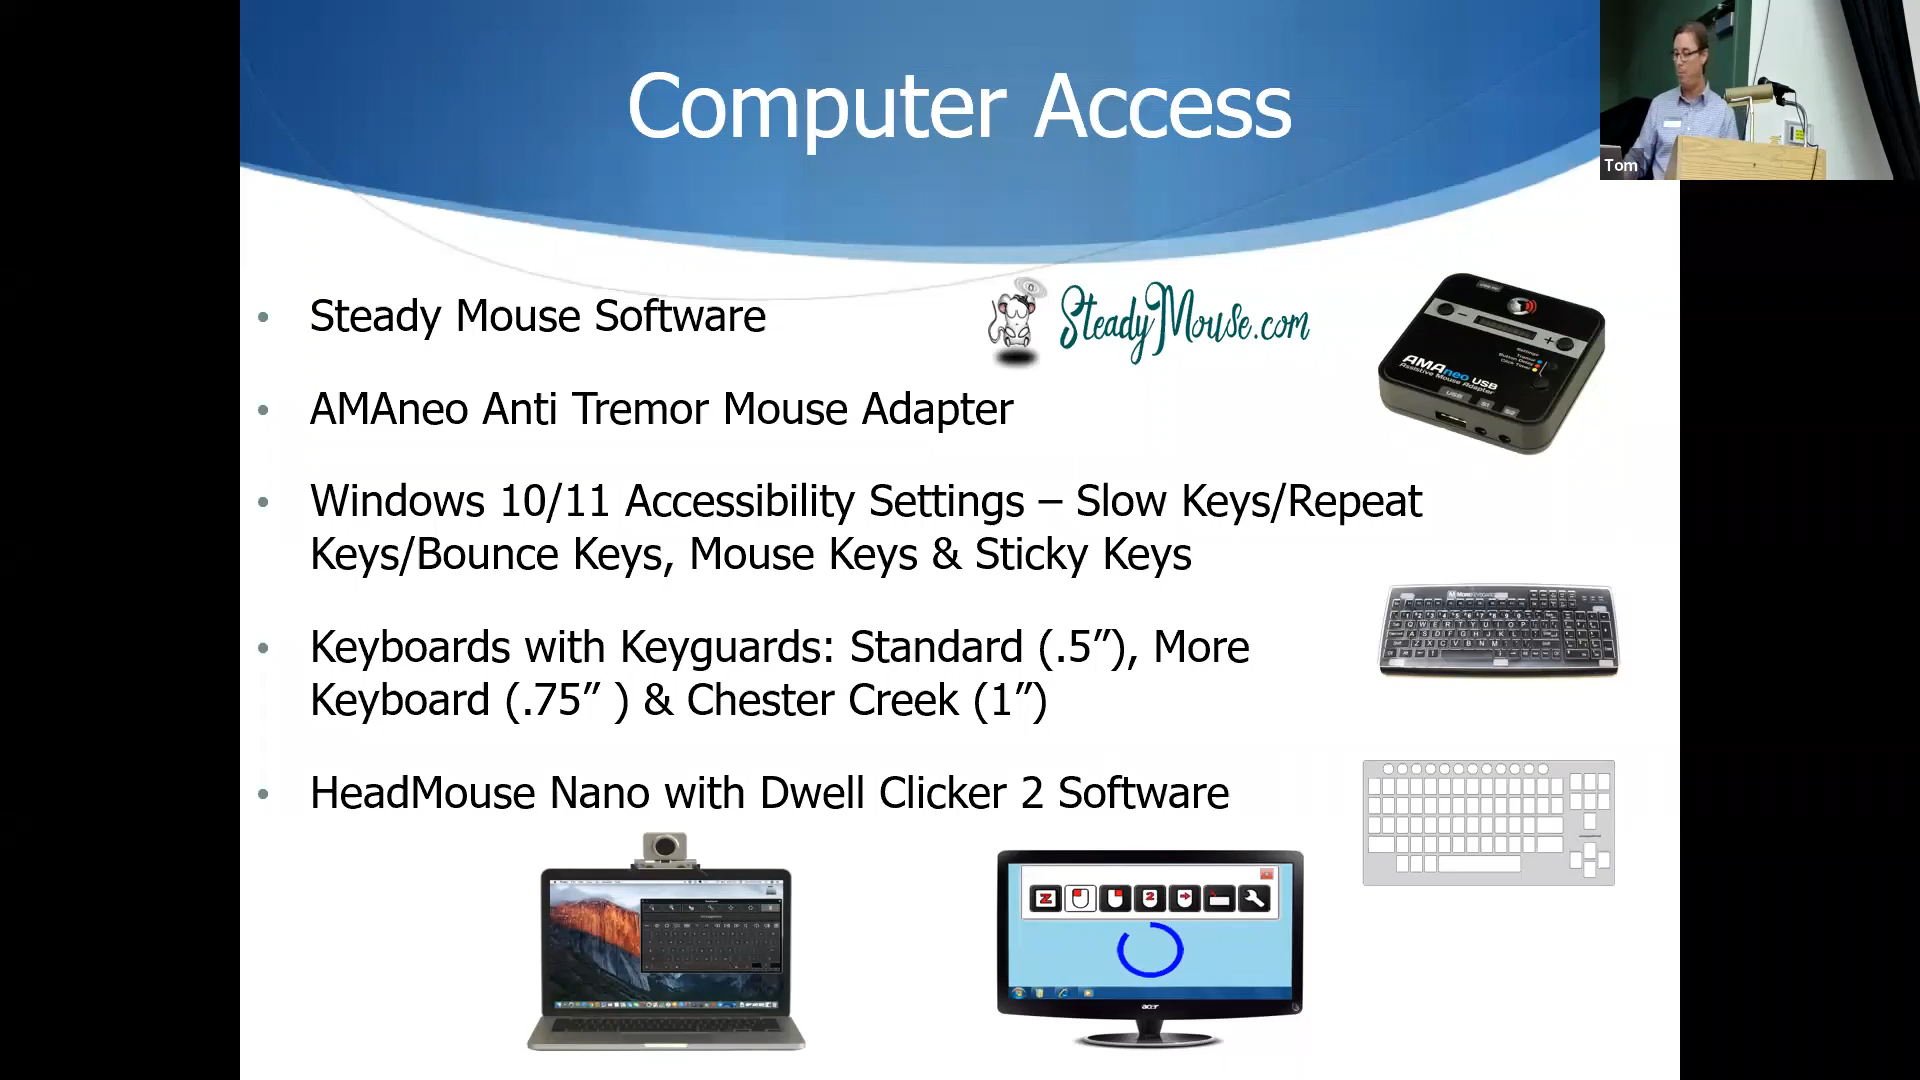 Computer Access
Tom
• Steady Mouse Software
SteadyMouse.com
• AMAneo Anti Tremor Mouse Adapter
AMAneo USB
Assistive Mouse Adapter
• Windows 10/11 Accessibility Settings – Slow Keys/Repeat
Keys/Bounce Keys, Mouse Keys & Sticky Keys
• Keyboards with Keyguards: Standard (.5”), More
Keyboard (.75” ) & Chester Creek (1”)
• HeadMouse Nano with Dwell Clicker 2 Software
acer